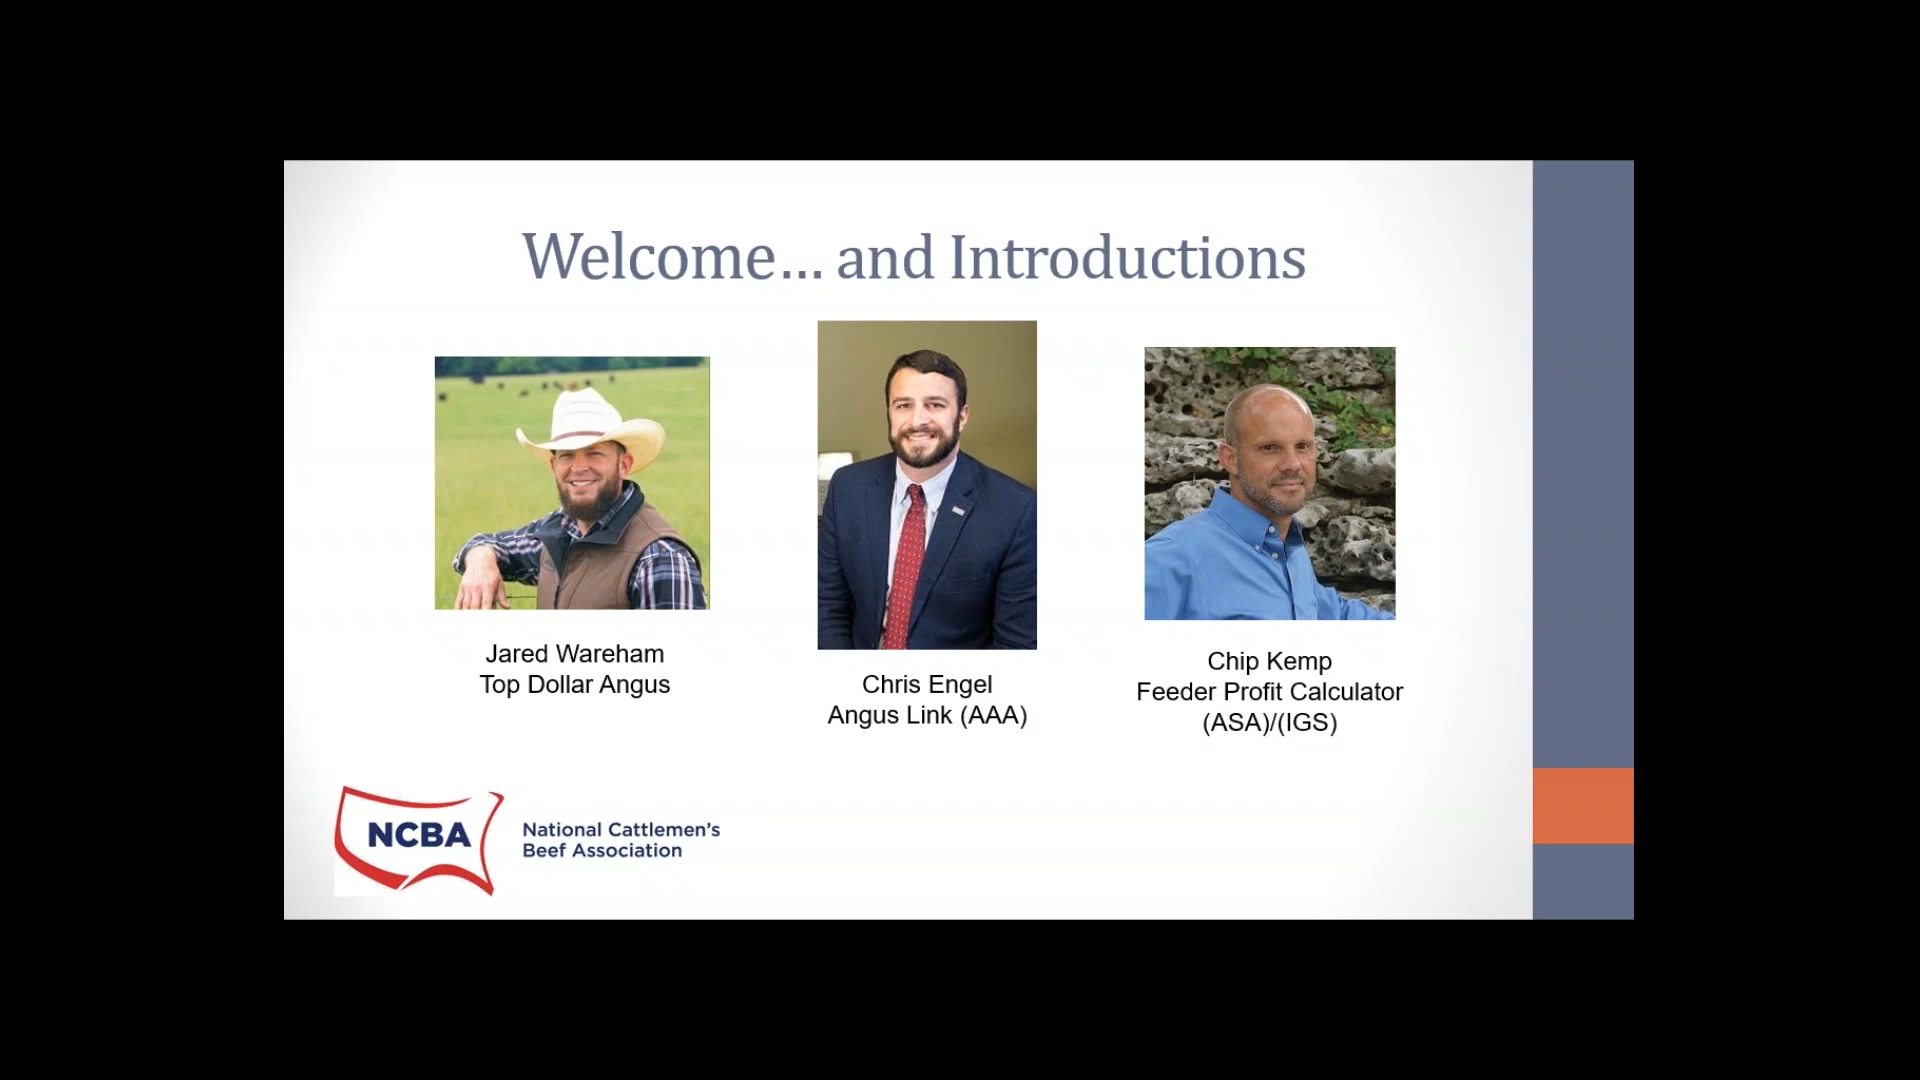 Welcome... and Introductions
Jared Wareham
Top Dollar Angus
Chris Engel
Angus Link (AAA)
Chip Kemp
Feeder Profit Calculator
(ASA)/(IGS)
NCBA
National Cattlemen's
Beef Association